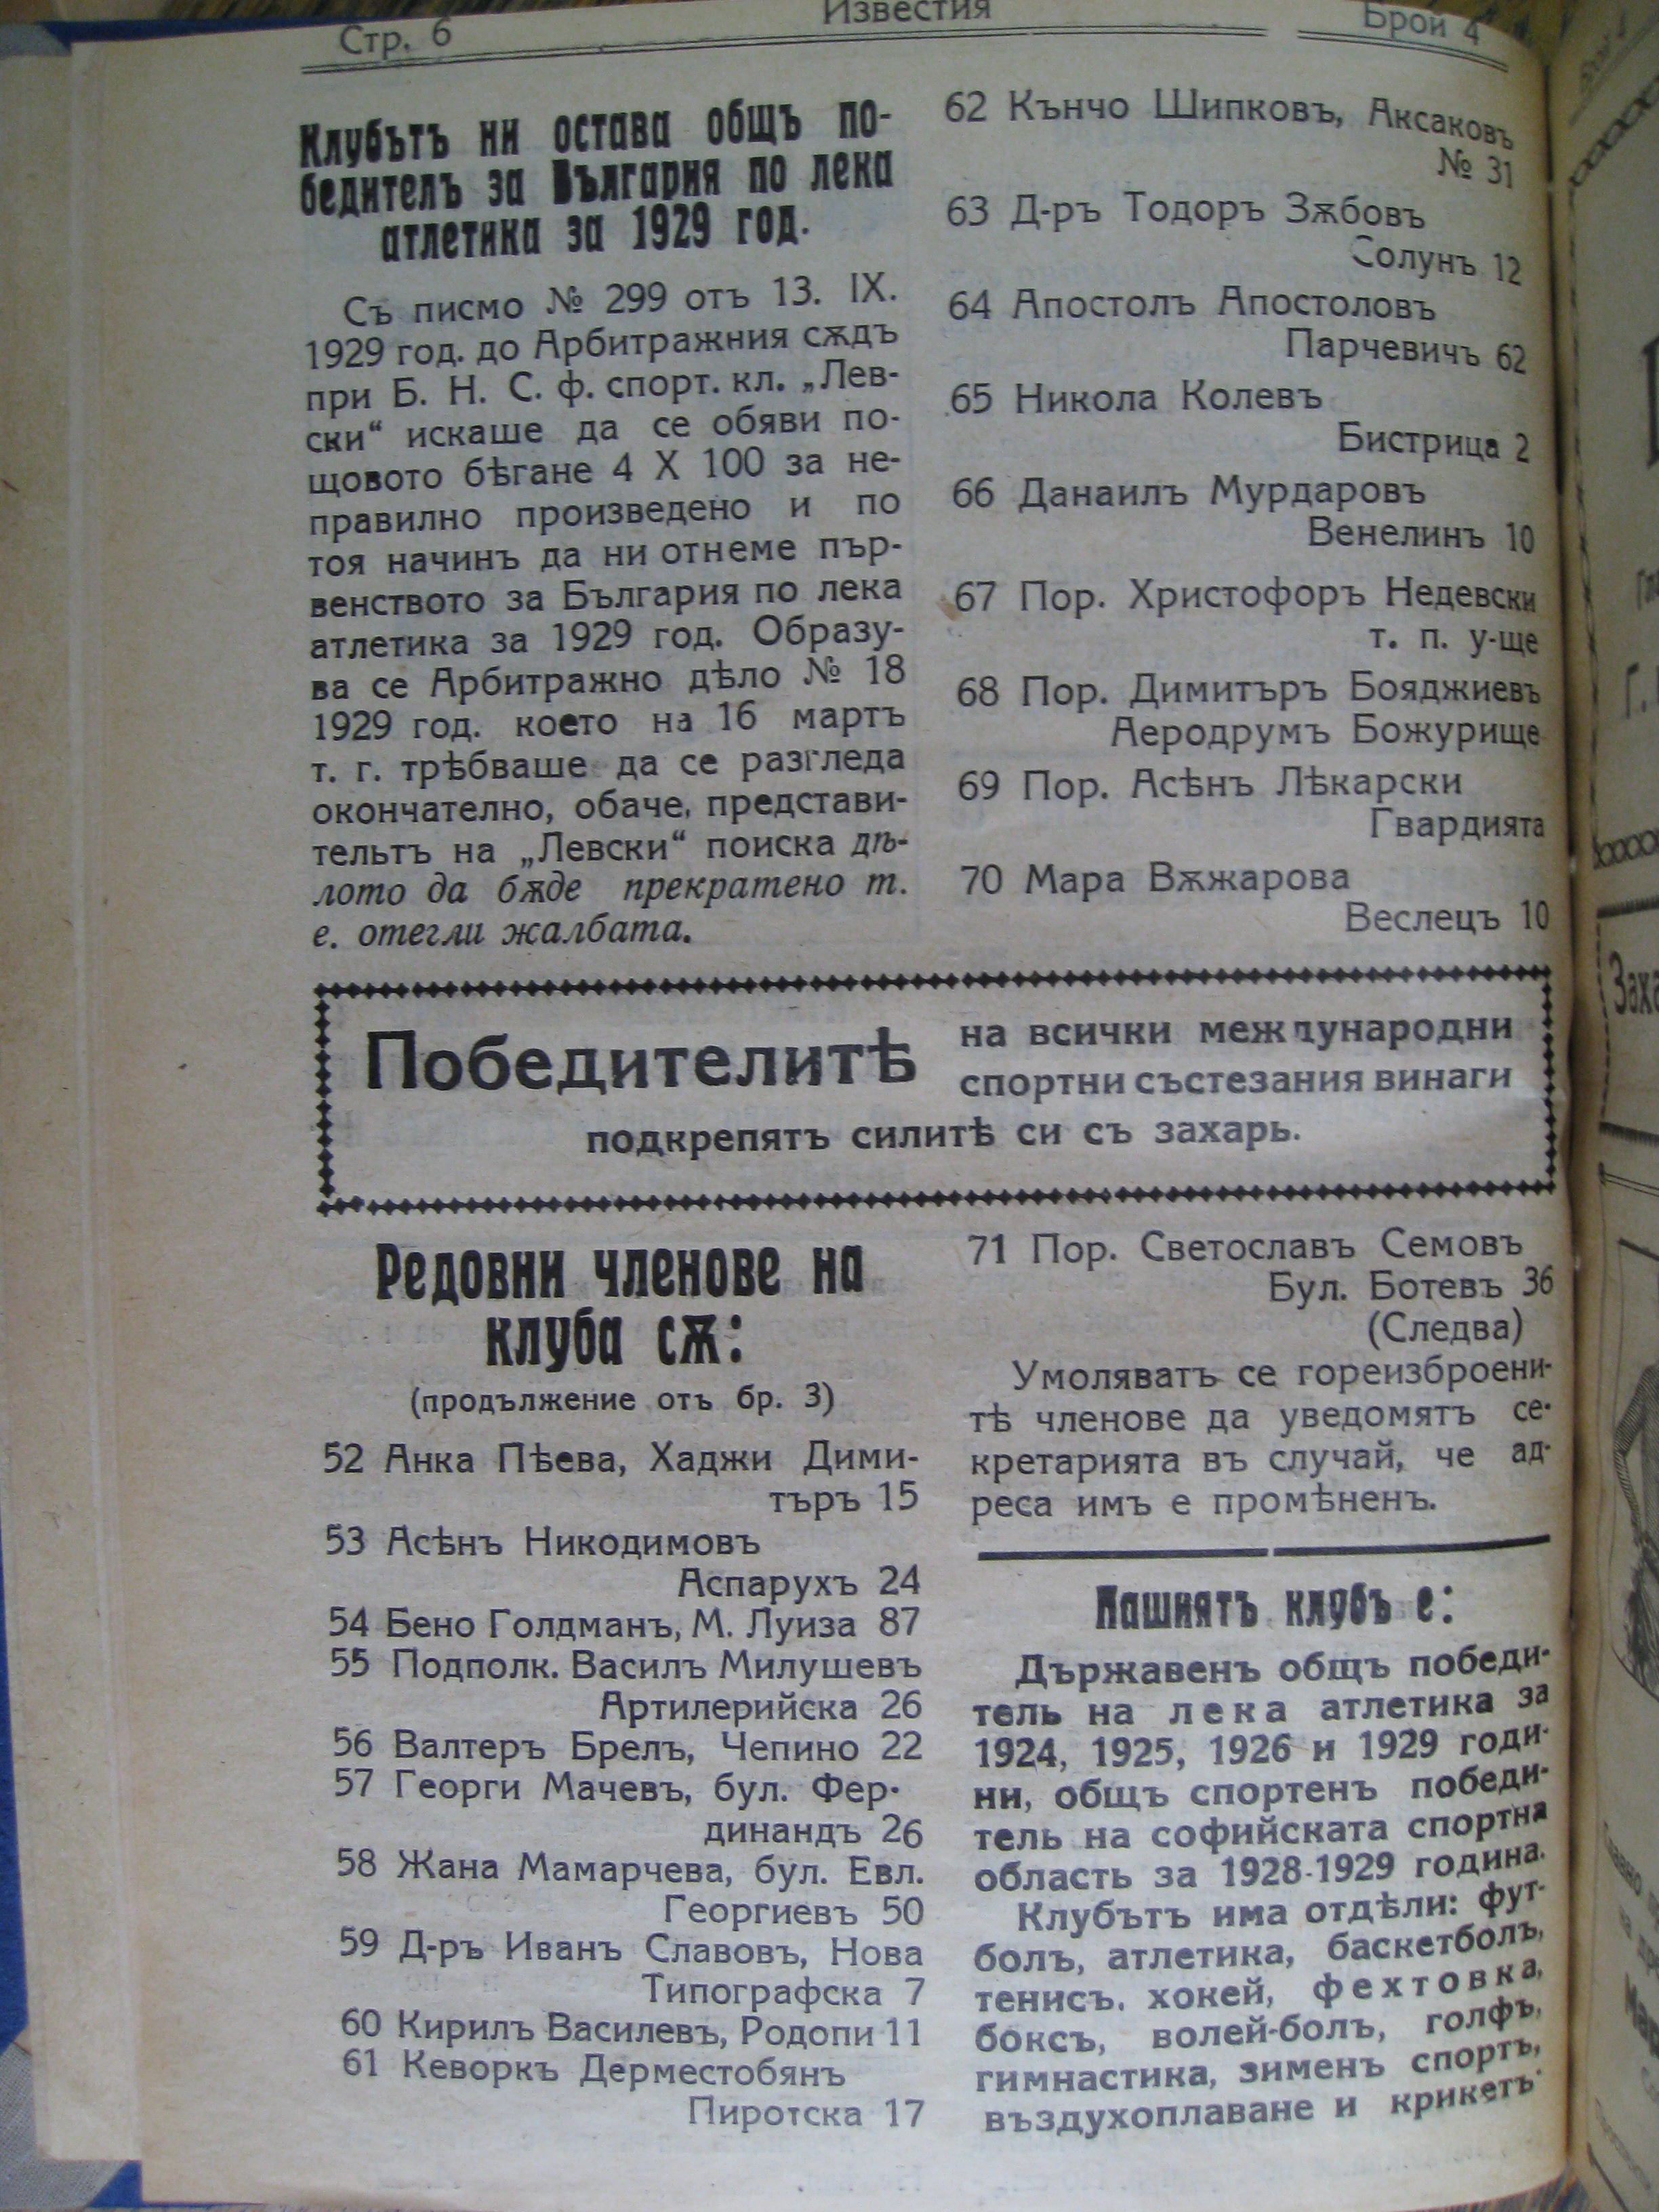 Стр. 6
Известия
Брой 4
Клубътъ ни остава общъ по-
бедитель за България по лека
атлетика за 1929 год.
Съ писмо № 299 отъ 13. IX.
1929 год. до Арбитражния сѫдъ
при Б. Н. С. ф. спорт. кл. „Лев-
ски“ искаше да се обяви по-
щовото бѣгане 4 X 100 за не-
правилно произведено и по
тоя начинъ да ни отнеме пър-
венството за България по лека
атлетика за 1929 год. Образу-
ва се Арбитражно дѣло № 18
1929 год. което на 16 мартъ
т. г. трѣбваше да се разгледа
окончателно, обаче, представи-
тельтъ на „Левски“ поиска дѣ-
лото да бѫде прекратено т.
е. отегли жалбата.
62 Кънчо Шипковъ, Аксаковъ
№ 31
63 Д-ръ Тодоръ Зѫбовъ
Солунъ 12
64 Апостолъ Апостоловъ
Парчевичъ 62
65 Никола Колевъ
Бистрица 2
66 Данаилъ Мурдаровъ
Венелинъ 10
67 Пор. Христофоръ Недевски
т. п. у-ще
68 Пор. Димитъръ Бояджиевъ
Аеродрумъ Божурище
69 Пор. Асѣнъ Лѣкарски
Гвардията
70 Мара Вѫжарова
Веслецъ 10
Победителитѣ на всички международни
спортни състезания винаги
подкрепятъ силитѣ си съ захарь.
Редовни членове на
клуба сѫ:
(продължение отъ бр. 3)
52 Анка Пѣева, Хаджи Дими-
търъ 15
53 Асѣнъ Никодимовъ
Аспарухъ 24
54 Бено Голдманъ, М. Луиза 87
55 Подполк. Василъ Милушевъ
Артилерийска 26
56 Валтеръ Брелъ, Чепино 22
57 Георги Мачевъ, бул. Фер-
динандъ 26
58 Жана Мамарчева, бул. Евл.
Георгиевъ 50
59 Д-ръ Иванъ Славовъ, Нова
Типографска 7
60 Кирилъ Василевъ, Родопи 11
61 Кеворкъ Дерместобянъ
Пиротска 17
71 Пор. Светославъ Семовъ
Бул. Ботевъ 36
(Следва)
Умоляватъ се гореизброени-
тѣ членове да уведомятъ се-
кретарията въ случай, че ад-
реса имъ е промѣненъ.
Нашиятъ клубъ е:
Държавенъ общъ победи-
тель на лека атлетика за
1924, 1925, 1926 и 1929 годи-
ни, общъ спортенъ победи-
тель на софийската спортна
область за 1928-1929 година.
Клубътъ има отдѣли: фут-
болъ, атлетика, баскетболъ,
тенисъ. хокей, фехтовка,
боксъ, волей-болъ, голфъ,
гимнастика, зименъ спортъ,
въздухоплаване и крикетъ